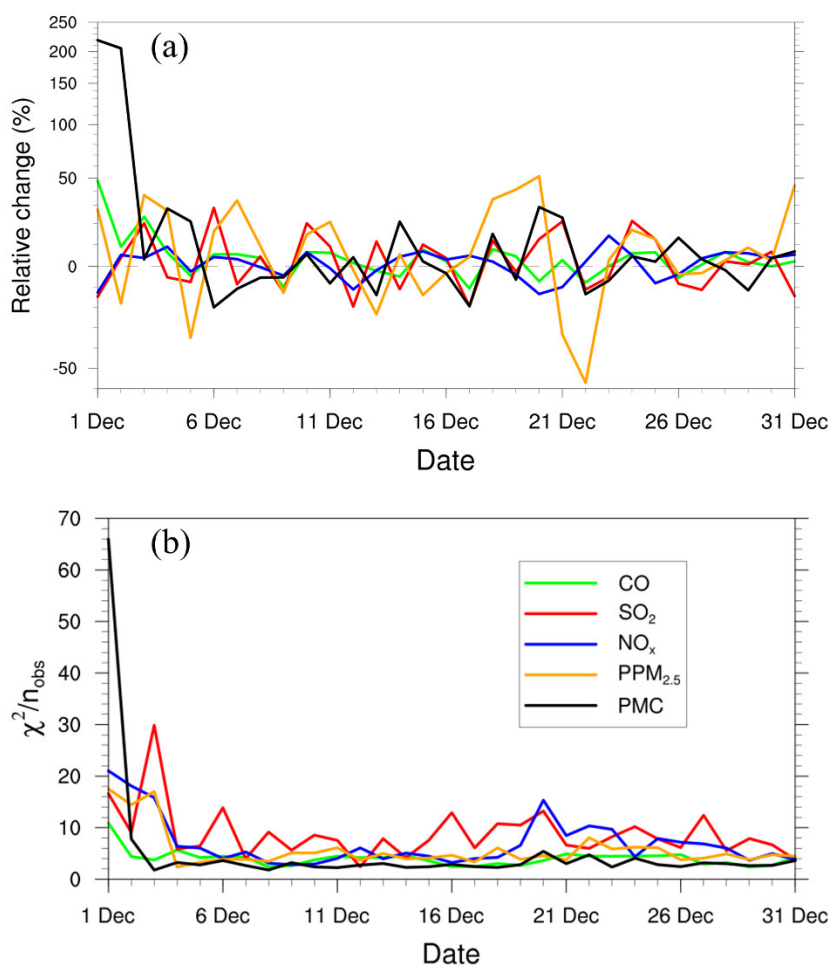 (a)
Relative change (%)
250
200
150
100
50
0
-50
1 Dec 6 Dec 11 Dec 16 Dec 21 Dec 26 Dec 31 Dec
Date
(b)
χ²/n_obs
70
60
50
40
30
20
10
0
CO
SO₂
NOₓ
PPM₂.₅
PMC
1 Dec 6 Dec 11 Dec 16 Dec 21 Dec 26 Dec 31 Dec
Date